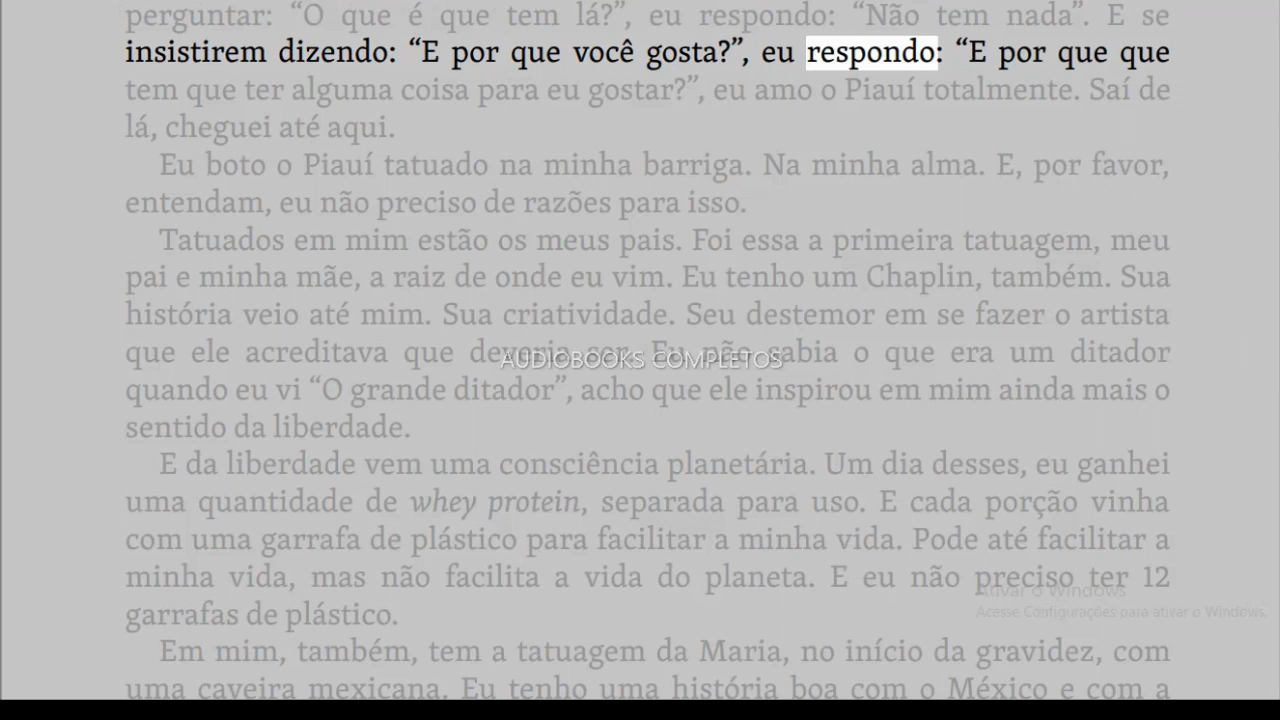 perguntar: “O que é que tem lá?”, eu respondo: “Não tem nada”. E se
insistirem dizendo: “E por que você gosta?”, eu respondo: “E por que que
tem que ter alguma coisa para eu gostar?”, eu amo o Piauí totalmente. Saí de
lá, cheguei até aqui.
Eu boto o Piauí tatuado na minha barriga. Na minha alma. E, por favor,
entendam, eu não preciso de razões para isso.
Tatuados em mim estão os meus pais. Foi essa a primeira tatuagem, meu
pai e minha mãe, a raiz de onde eu vim. Eu tenho um Chaplin, também. Sua
história veio até mim. Sua criatividade. Seu destemor em se fazer o artista
que ele acreditava que deveria ser. Eu não sabia o que era um ditador
AUDIOBOOKS COMPLETOS
quando eu vi “O grande ditador”, acho que ele inspirou em mim ainda mais o
sentido da liberdade.
E da liberdade vem uma consciência planetária. Um dia desses, eu ganhei
uma quantidade de whey protein, separada para uso. E cada porção vinha
com uma garrafa de plástico para facilitar a minha vida. Pode até facilitar a
minha vida, mas não facilita a vida do planeta. E eu não preciso ter 12
Ativar o Windows
Acesse Configurações para ativar o Windows.
garrafas de plástico.
Em mim, também, tem a tatuagem da Maria, no início da gravidez, com
uma caveira mexicana. Eu tenho uma história boa com o México e com a